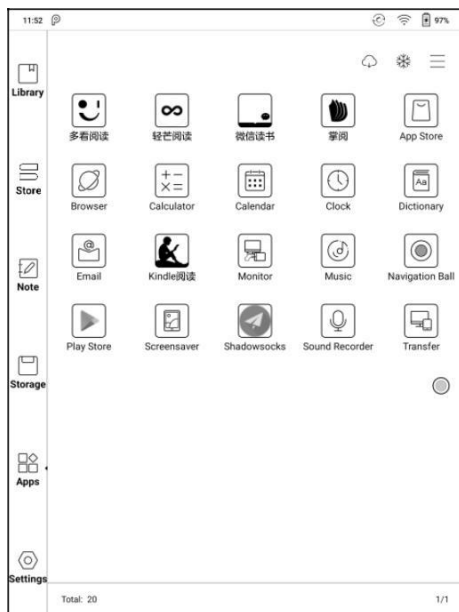 11:52
97%
Library
Store
Note
Storage
Apps
Settings
多看阅读 轻芒阅读 微信读书 掌阅 App Store
Browser Calculator Calendar Clock Dictionary
Aa
Email Kindle阅读 Monitor Music Navigation Ball
Play Store Screensaver Shadowsocks Sound Recorder Transfer
Total: 20 1/1